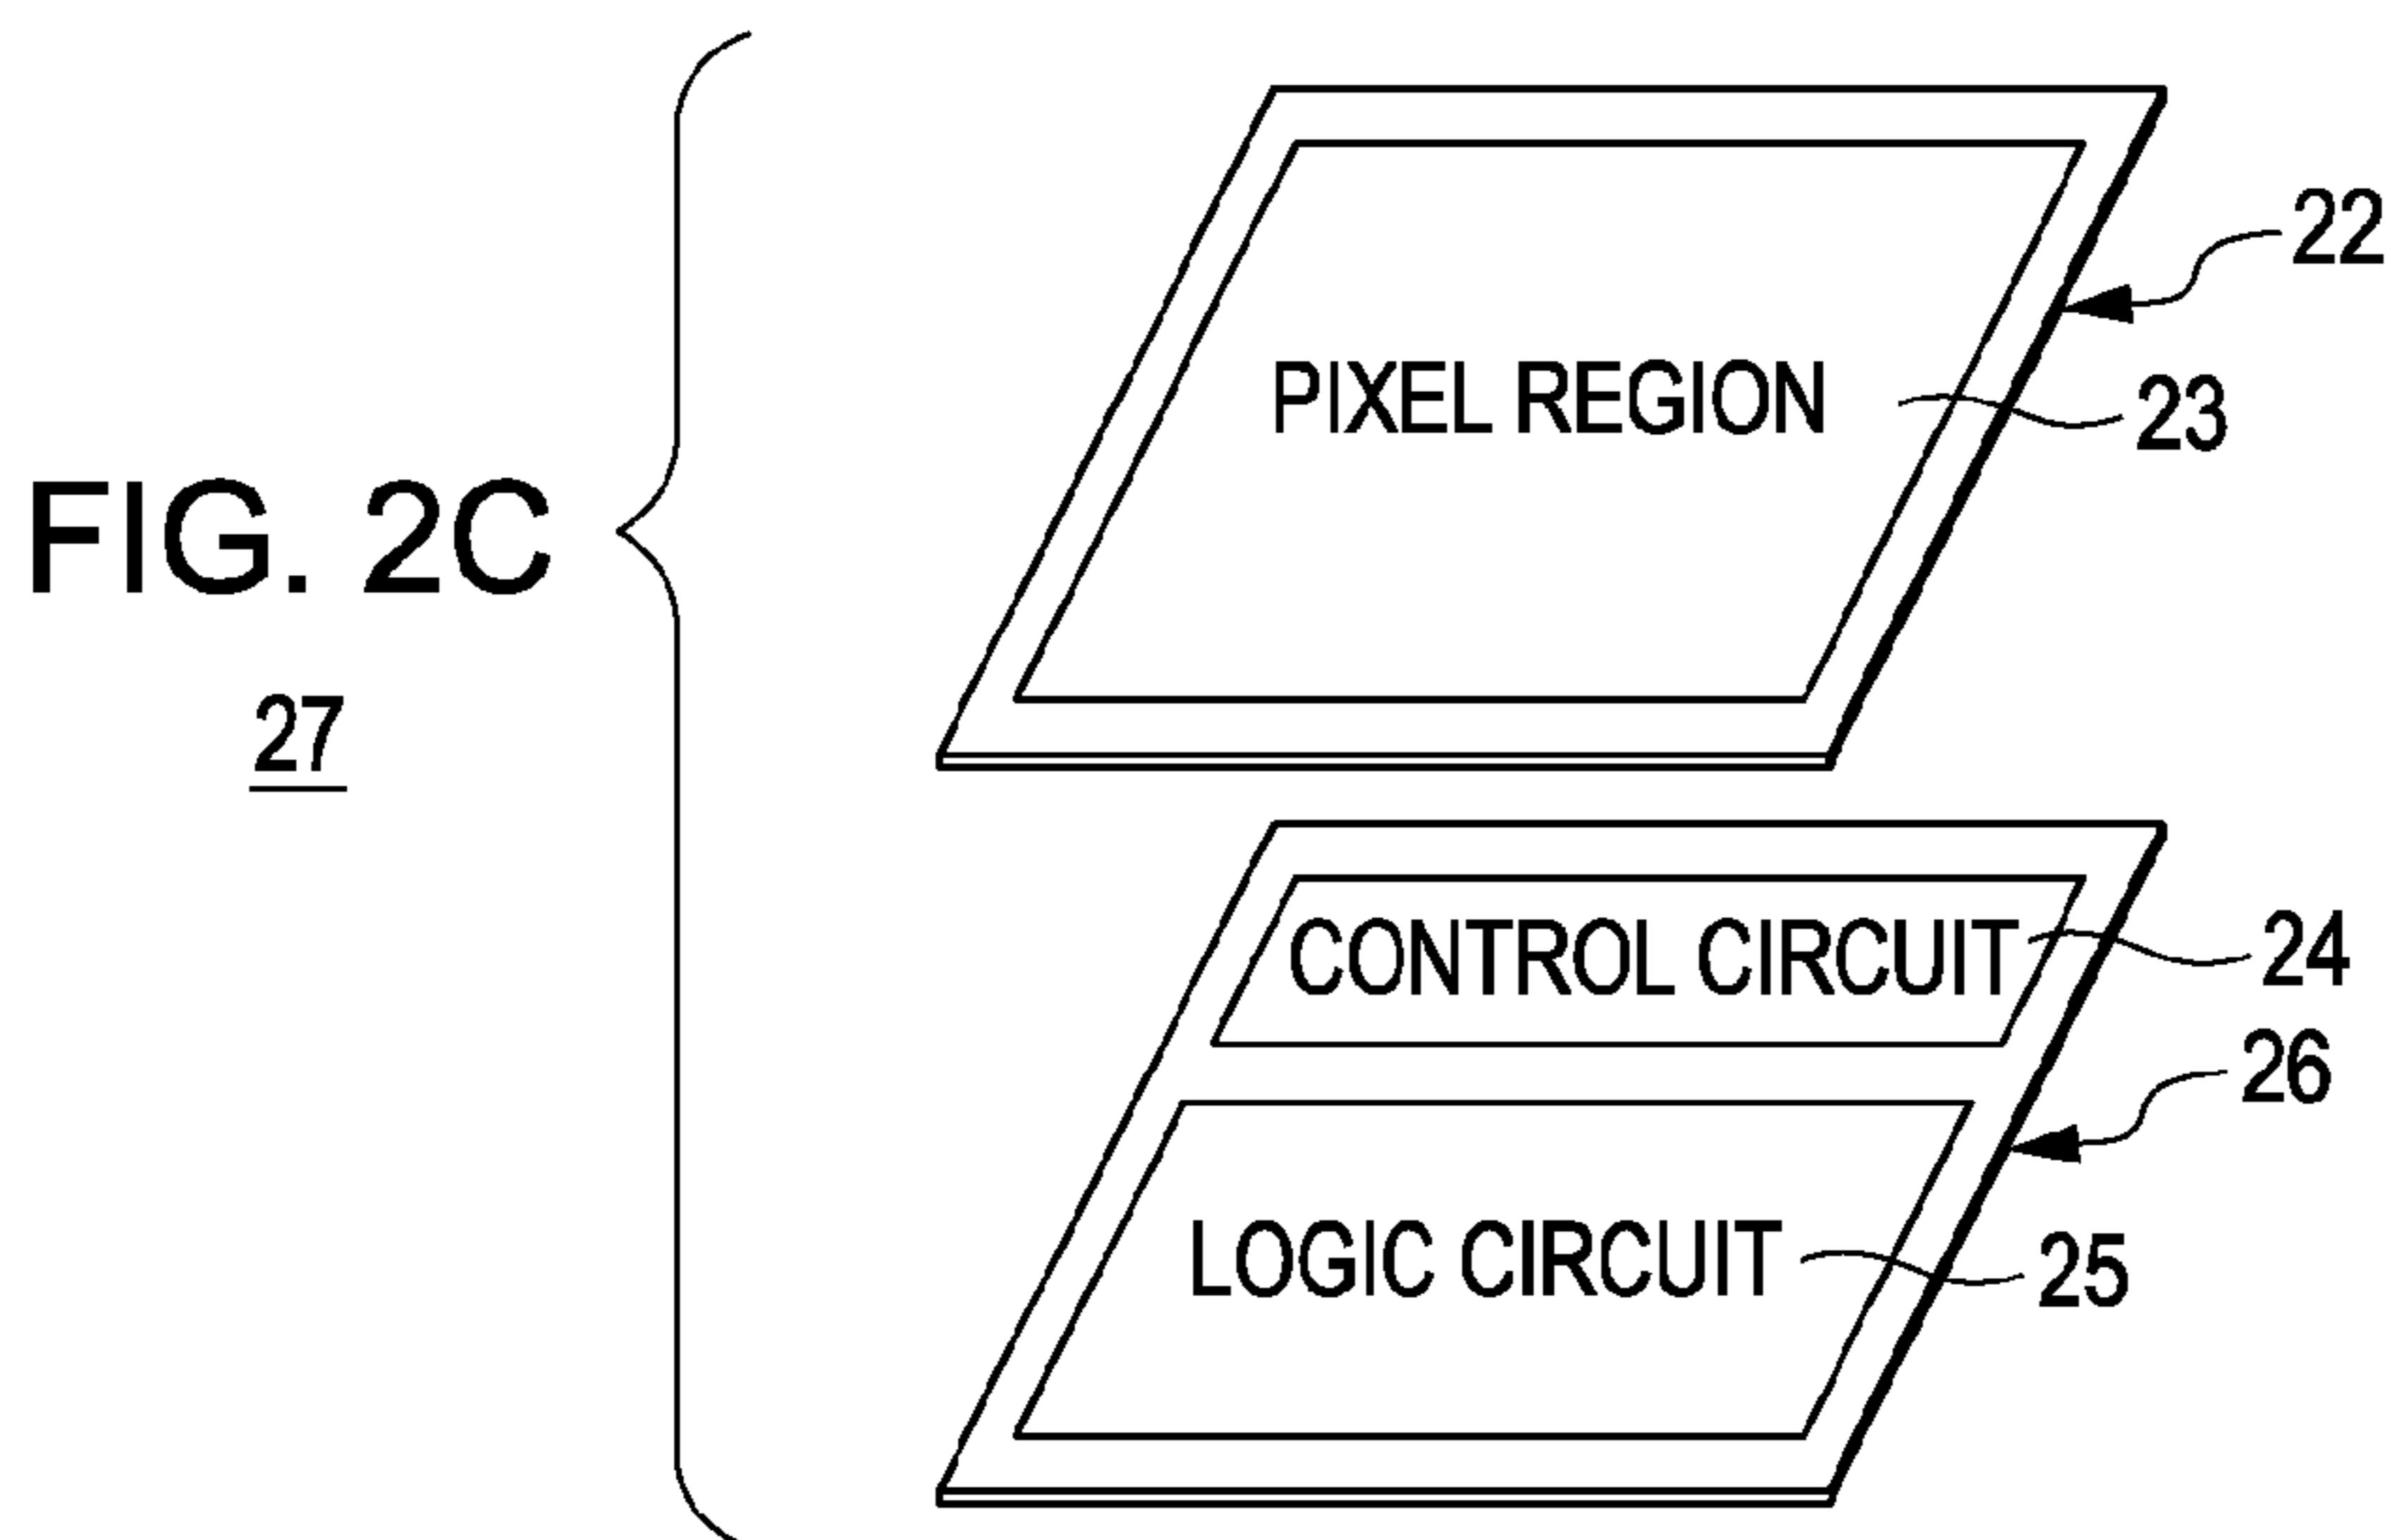 FIG. 2C
27
22
PIXEL REGION
23
CONTROL CIRCUIT
24
26
LOGIC CIRCUIT
25